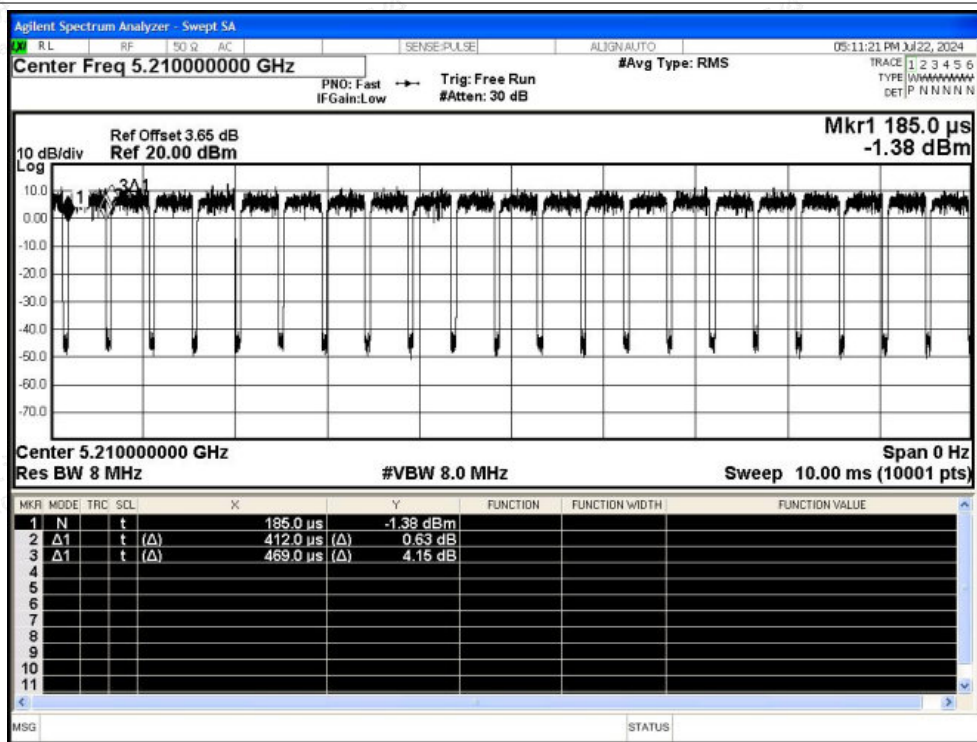 Agilent Spectrum Analyzer - Swept SA
LXI RL RF 50 Ω AC SENSE:PULSE ALIGNAUTO 05:11:21 PM Jul 22, 2024
Center Freq 5.210000000 GHz #Avg Type: RMS TRACE 1 2 3 4 5 6
PNO: Fast Trig: Free Run TYPE WWWWWW
IFGain:Low #Atten: 30 dB DET P N N N N N
Mkr1 185.0 µs
Ref Offset 3.65 dB
10 dB/div Ref 20.00 dBm -1.38 dBm
Log
10.0 1 3Δ1
0.00
-10.0
-20.0
-30.0
-40.0
-50.0
-60.0
-70.0
Center 5.210000000 GHz Span 0 Hz
Res BW 8 MHz #VBW 8.0 MHz Sweep 10.00 ms (10001 pts)
MKR MODE TRC SCL X Y FUNCTION FUNCTION WIDTH FUNCTION VALUE
1 N t 185.0 µs -1.38 dBm
2 Δ1 t (Δ) 412.0 µs (Δ) 0.63 dB
3 Δ1 t (Δ) 469.0 µs (Δ) 4.15 dB
4
5
6
7
8
9
10
11
MSG STATUS